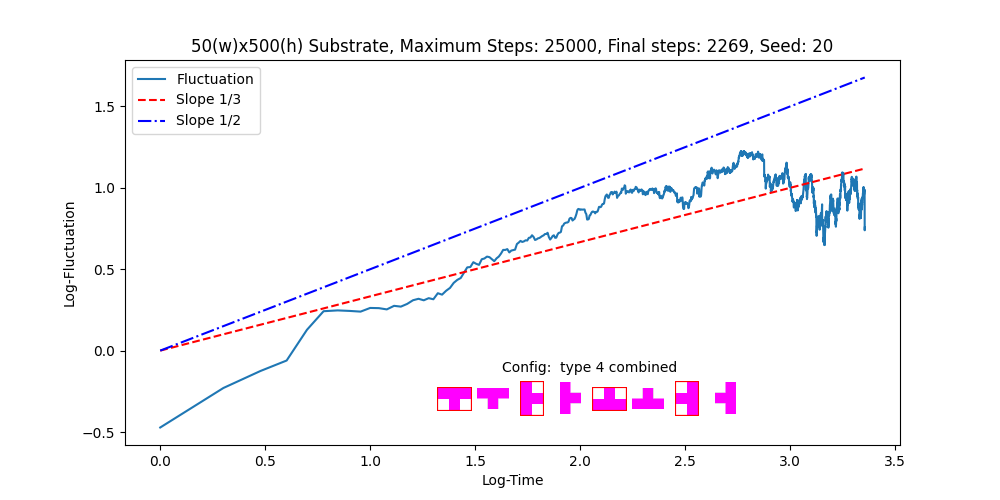 50(w)x500(h) Substrate, Maximum Steps: 25000, Final steps: 2269, Seed: 20
Fluctuation
Slope 1/3
Slope 1/2
Log-Fluctuation
1.5
1.0
0.5
0.0
−0.5
Config:  type 4 combined
0.0 0.5 1.0 1.5 2.0 2.5 3.0 3.5
Log-Time